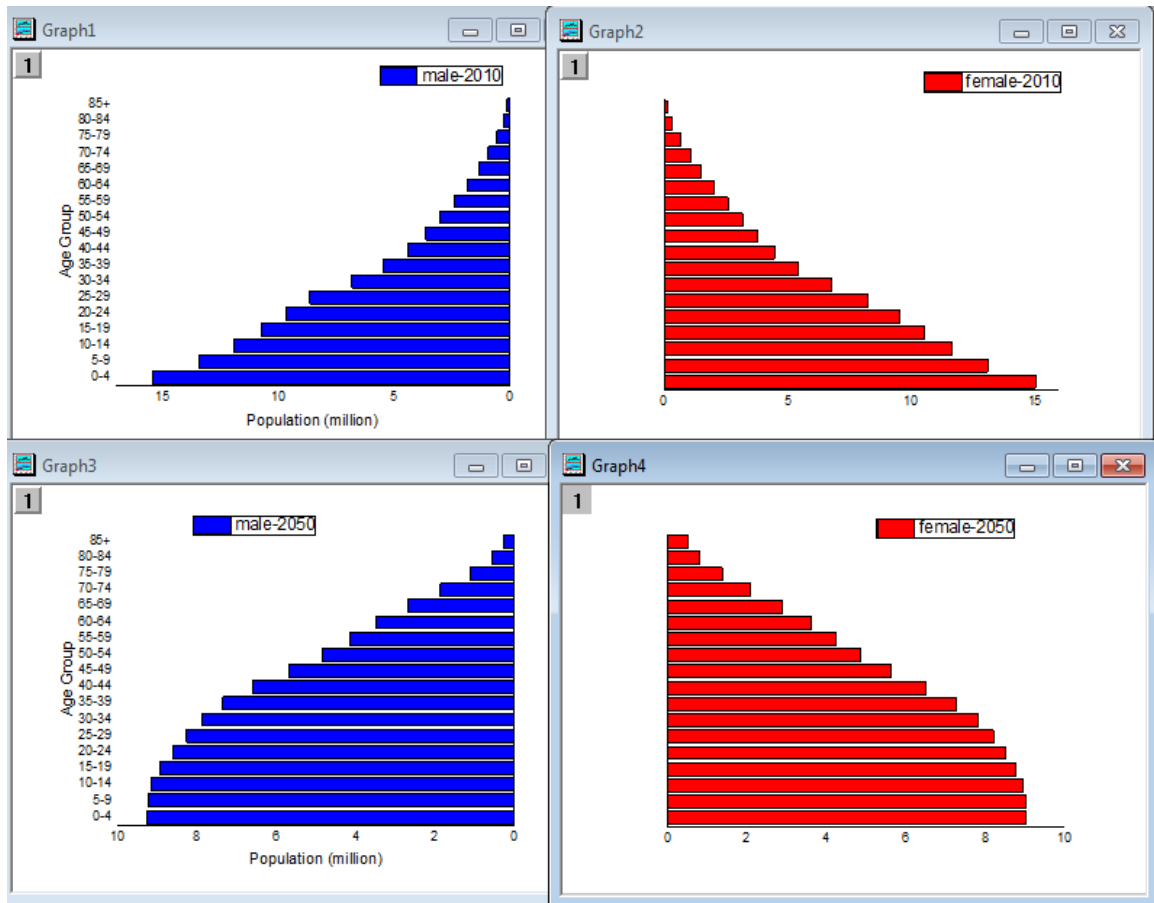 Graph1
1
male-2010
85+
80-84
75-79
70-74
65-69
60-64
55-59
50-54
45-49
40-44
35-39
30-34
25-29
20-24
15-19
10-14
5-9
0-4
Age Group
15 10 5 0
Population (million)
Graph2
1
female-2010
0 5 10 15
Graph3
1
male-2050
85+
80-84
75-79
70-74
65-69
60-64
55-59
50-54
45-49
40-44
35-39
30-34
25-29
20-24
15-19
10-14
5-9
0-4
Age Group
10 8 6 4 2 0
Population (million)
Graph4
1
female-2050
0 2 4 6 8 10